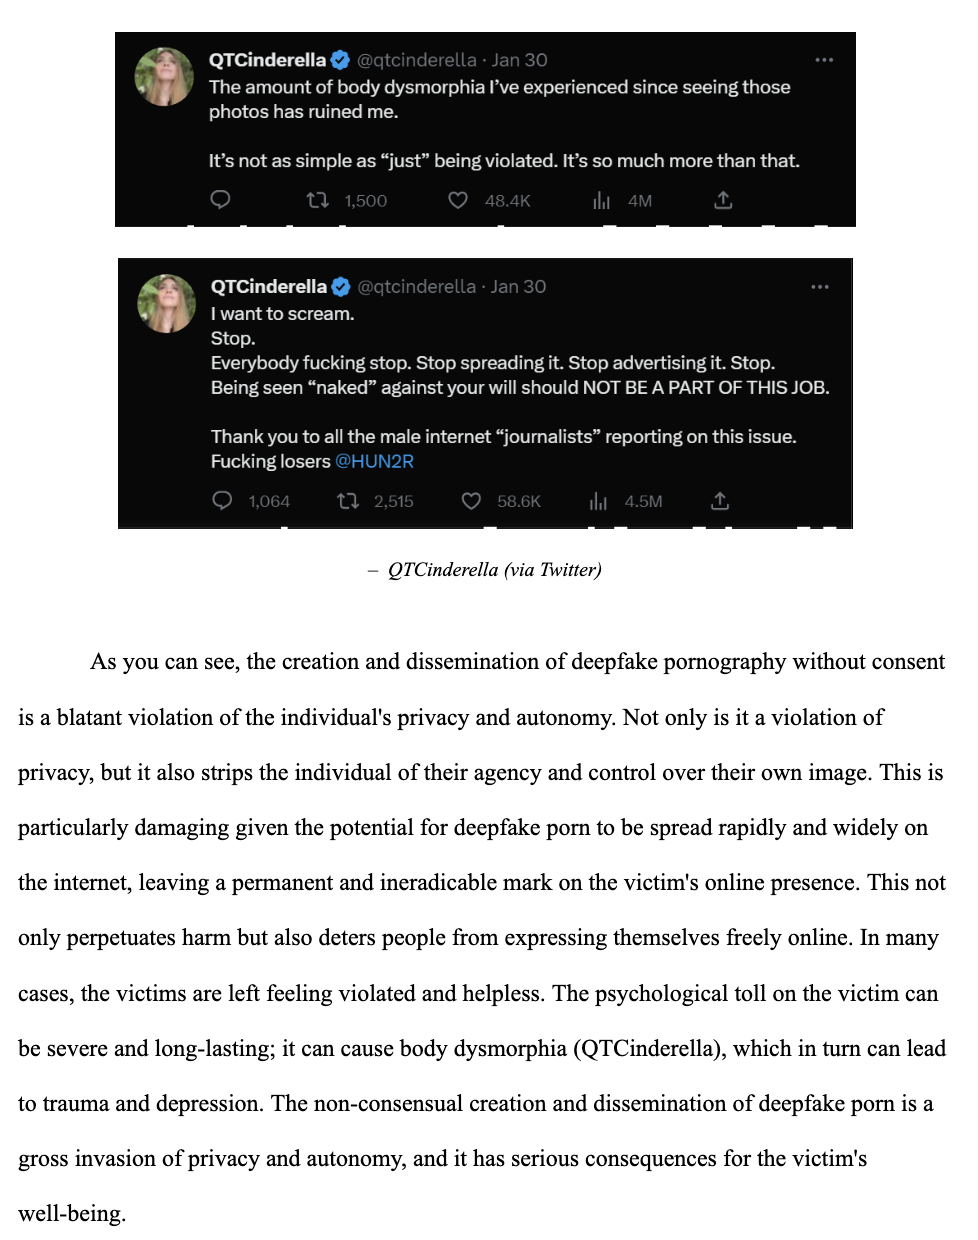 QTCinderella @qtcinderella · Jan 30
The amount of body dysmorphia I’ve experienced since seeing those
photos has ruined me.
It’s not as simple as “just” being violated. It’s so much more than that.
1,500 48.4K 4M
QTCinderella @qtcinderella · Jan 30
I want to scream.
Stop.
Everybody fucking stop. Stop spreading it. Stop advertising it. Stop.
Being seen “naked” against your will should NOT BE A PART OF THIS JOB.
Thank you to all the male internet “journalists” reporting on this issue.
Fucking losers @HUN2R
1,064 2,515 58.6K 4.5M
– QTCinderella (via Twitter)
As you can see, the creation and dissemination of deepfake pornography without consent
is a blatant violation of the individual's privacy and autonomy. Not only is it a violation of
privacy, but it also strips the individual of their agency and control over their own image. This is
particularly damaging given the potential for deepfake porn to be spread rapidly and widely on
the internet, leaving a permanent and ineradicable mark on the victim's online presence. This not
only perpetuates harm but also deters people from expressing themselves freely online. In many
cases, the victims are left feeling violated and helpless. The psychological toll on the victim can
be severe and long-lasting; it can cause body dysmorphia (QTCinderella), which in turn can lead
to trauma and depression. The non-consensual creation and dissemination of deepfake porn is a
gross invasion of privacy and autonomy, and it has serious consequences for the victim's
well-being.